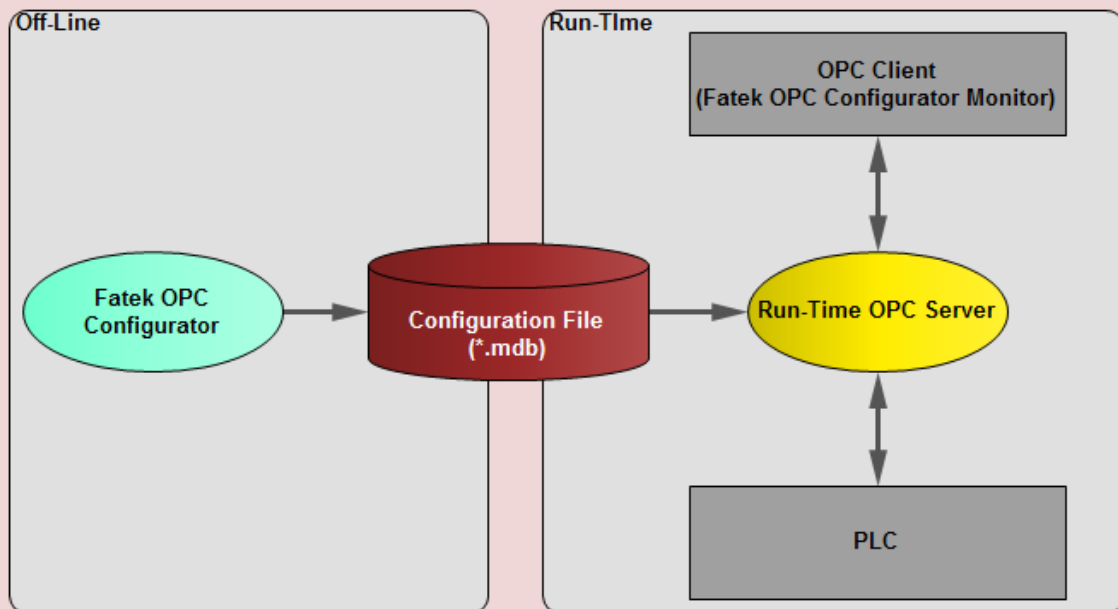 Off-Line
Run-TIme
OPC Client
(Fatek OPC Configurator Monitor)
Fatek OPC
Configurator
Configuration File
(*.mdb)
Run-Time OPC Server
PLC